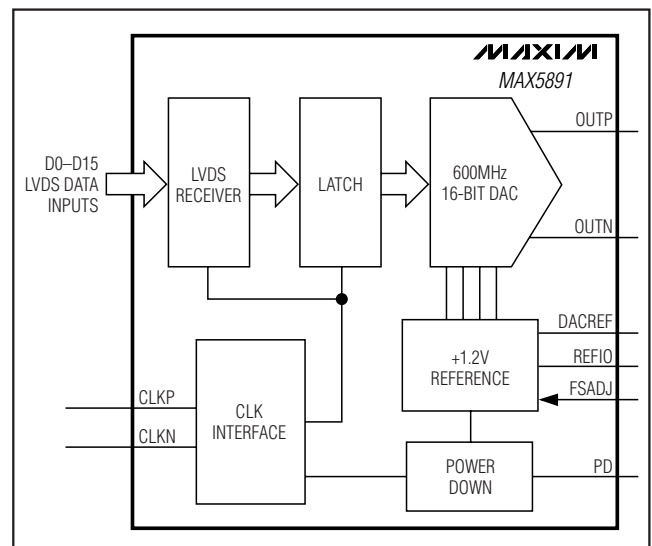 MAXIM
MAX5891
D0–D15
LVDS DATA
INPUTS
LVDS
RECEIVER
LATCH
600MHz
16-BIT DAC
OUTP
OUTN
+1.2V
REFERENCE
DACREF
REFIO
FSADJ
CLKP
CLKN
CLK
INTERFACE
POWER
DOWN
PD